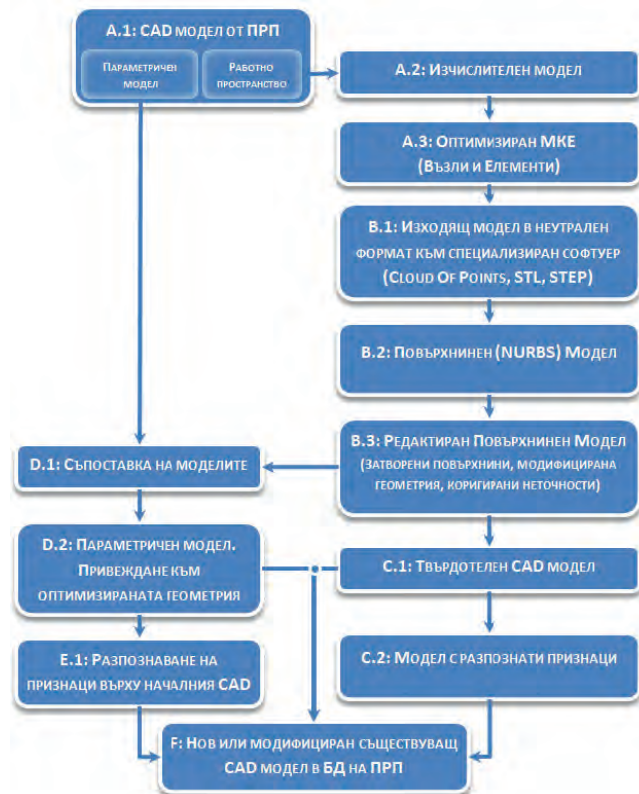 A.1: CAD МОДЕЛ ОТ ПРП
ПАРАМЕТРИЧЕН
МОДЕЛ
РАБОТНО
ПРОСТРАНСТВО
A.2: ИЗЧИСЛИТЕЛЕН МОДЕЛ
A.3: ОПТИМИЗИРАН МКЕ
(ВЪЗЛИ И ЕЛЕМЕНТИ)
B.1: ИЗХОДЯЩ МОДЕЛ В НЕУТРАЛЕН
ФОРМАТ КЪМ СПЕЦИАЛИЗИРАН СОФТУЕР
(CLOUD OF POINTS, STL, STEP)
B.2: ПОВЪРХНИНЕН (NURBS) МОДЕЛ
B.3: РЕДАКТИРАН ПОВЪРХНИНЕН МОДЕЛ
(ЗАТВОРЕНИ ПОВЪРХНИНИ, МОДИФИЦИРАНА
ГЕОМЕТРИЯ, КОРИГИРАНИ НЕТОЧНОСТИ)
D.1: СЪПОСТАВКА НА МОДЕЛИТЕ
D.2: ПАРАМЕТРИЧЕН МОДЕЛ.
ПРИВЕЖДАНЕ КЪМ
ОПТИМИЗИРАНАТА ГЕОМЕТРИЯ
C.1: ТВЪРДОТЕЛЕН CAD МОДЕЛ
E.1: РАЗПОЗНАВАНЕ НА
ПРИЗНАЦИ ВЪРХУ НАЧАЛНИЯ CAD
C.2: МОДЕЛ С РАЗПОЗНАТИ ПРИЗНАЦИ
F: НОВ ИЛИ МОДИФИЦИРАН СЪЩЕСТВУВАЩ
CAD МОДЕЛ В БД НА ПРП